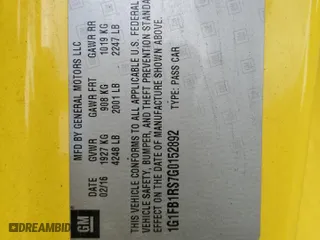 MFD BY GENERAL MOTORS LLC
DATE GVWR GAWR FRT GAWR RR
02/16 1927 KG 908 KG 1019 KG
4248 LB 2001 LB 2247 LB
THIS VEHICLE CONFORMS TO ALL APPLICABLE U.S. FEDERAL
VEHICLE SAFETY, BUMPER, AND THEFT PREVENTION STANDA
IN EFFECT ON THE DATE OF MANUFACTURE SHOWN ABOVE.
1G1FB1RS7G0152892 TYPE: PASS CAR
GM
DREAMBID